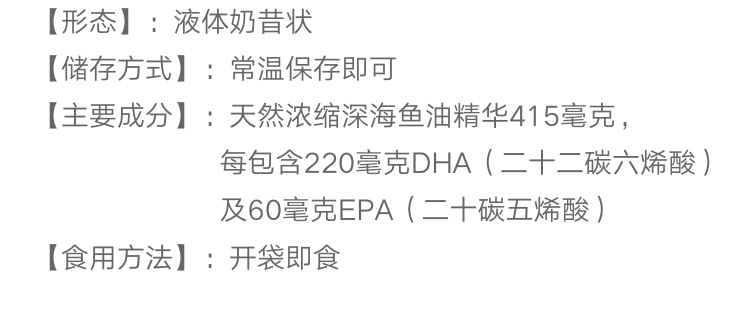 【形态】：液体奶昔状
【储存方式】：常温保存即可
【主要成分】：天然浓缩深海鱼油精华415毫克，
每包含220毫克DHA（二十二碳六烯酸）
及60毫克EPA（二十碳五烯酸）
【食用方法】：开袋即食